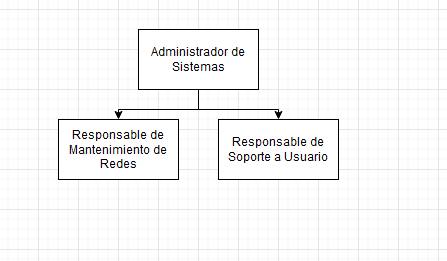 Administrador de
Sistemas
Responsable de
Mantenimiento de
Redes
Responsable de
Soporte a Usuario